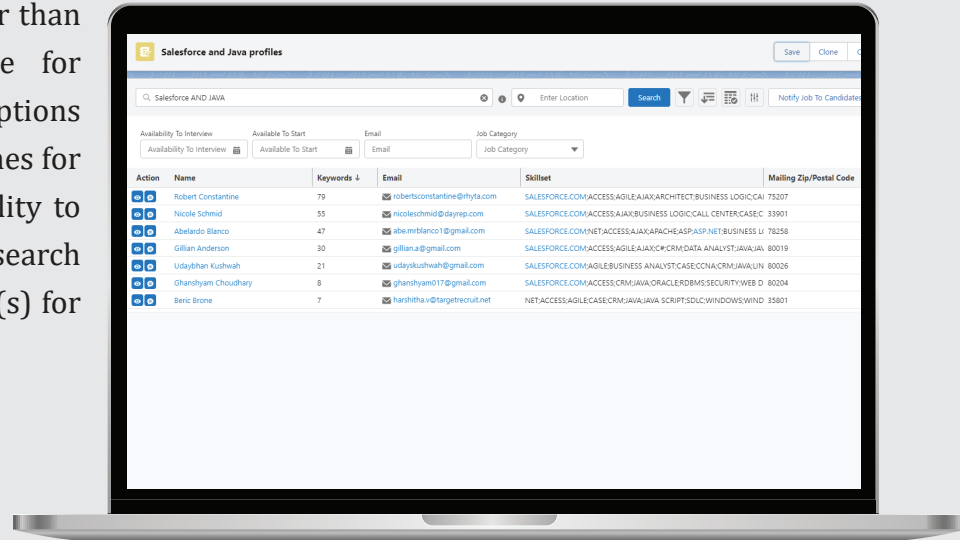 r than
e for
ptions
nes for
lity to
search
(s) for
Salesforce and Java profiles
Save Clone
Salesforce AND JAVA
Enter Location
Search
Notify Job To Candidates
Availability To Interview Available To Start Email Job Category
Availability To Interview Available To Start Email Job Category
Action Name Keywords ↓ Email Skillset Mailing Zip/Postal Code
Robert Constantine 79 robertsconstantine@rhyta.com SALESFORCE.COM;ACCESS;AGILE;AJAX;ARCHITECT;BUSINESS LOGIC;CAI 75207
Nicole Schmid 55 nicoleschmid@dayrep.com SALESFORCE.COM;ACCESS;AJAX;BUSINESS LOGIC;CALL CENTER;CASE;C 33901
Abelardo Blanco 47 abe.mrblanco1@gmail.com SALESFORCE.COM;NET;ACCESS;AJAX;APACHE;ASP;ASP.NET;BUSINESS LO 78258
Gillian Anderson 30 gillian.a@gmail.com SALESFORCE.COM;ACCESS;AGILE;AJAX;C#;CRM;DATA ANALYST;JAVA;JAV 80019
Udaybhan Kushwah 21 udayskushwah@gmail.com SALESFORCE.COM;AGILE;BUSINESS ANALYST;CASE;CCNA;CRM;JAVA;LIN 80026
Ghanshyam Choudhary 8 ghanshyam017@gmail.com SALESFORCE.COM;ACCESS;CRM;JAVA;ORACLE;RDBMS;SECURITY;WEB D 80204
Beric Brone 7 harshitha.v@targetrecruit.net NET;ACCESS;AGILE;CASE;CRM;JAVA;JAVA SCRIPT;SDLC;WINDOWS;WIND 35801